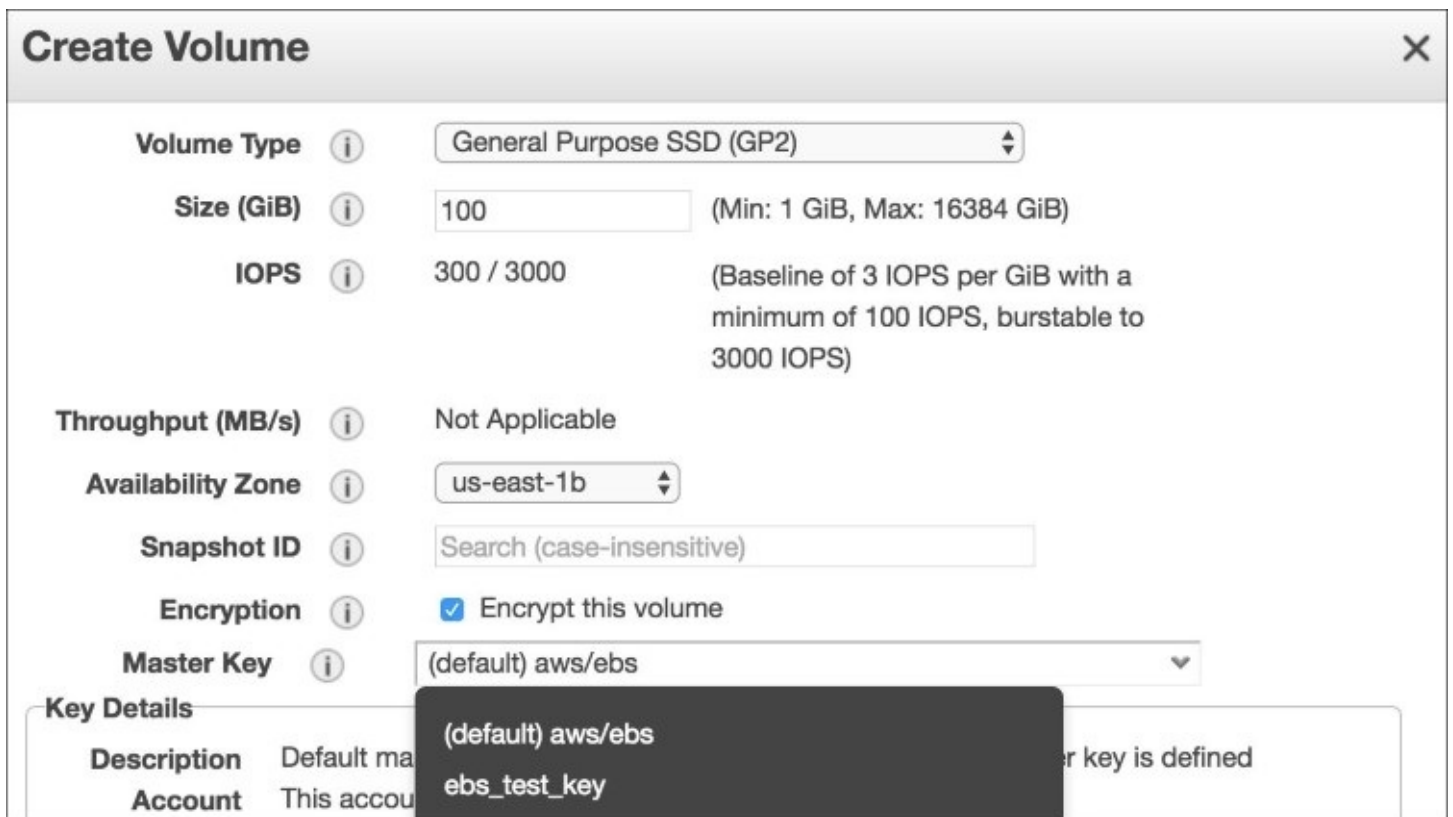 Create Volume
Volume Type General Purpose SSD (GP2)
Size (GiB) 100 (Min: 1 GiB, Max: 16384 GiB)
IOPS 300 / 3000 (Baseline of 3 IOPS per GiB with a
minimum of 100 IOPS, burstable to
3000 IOPS)
Throughput (MB/s) Not Applicable
Availability Zone us-east-1b
Snapshot ID Search (case-insensitive)
Encryption Encrypt this volume
Master Key (default) aws/ebs
Key Details
(default) aws/ebs
Description Default key is defined
ebs_test_key
Account This